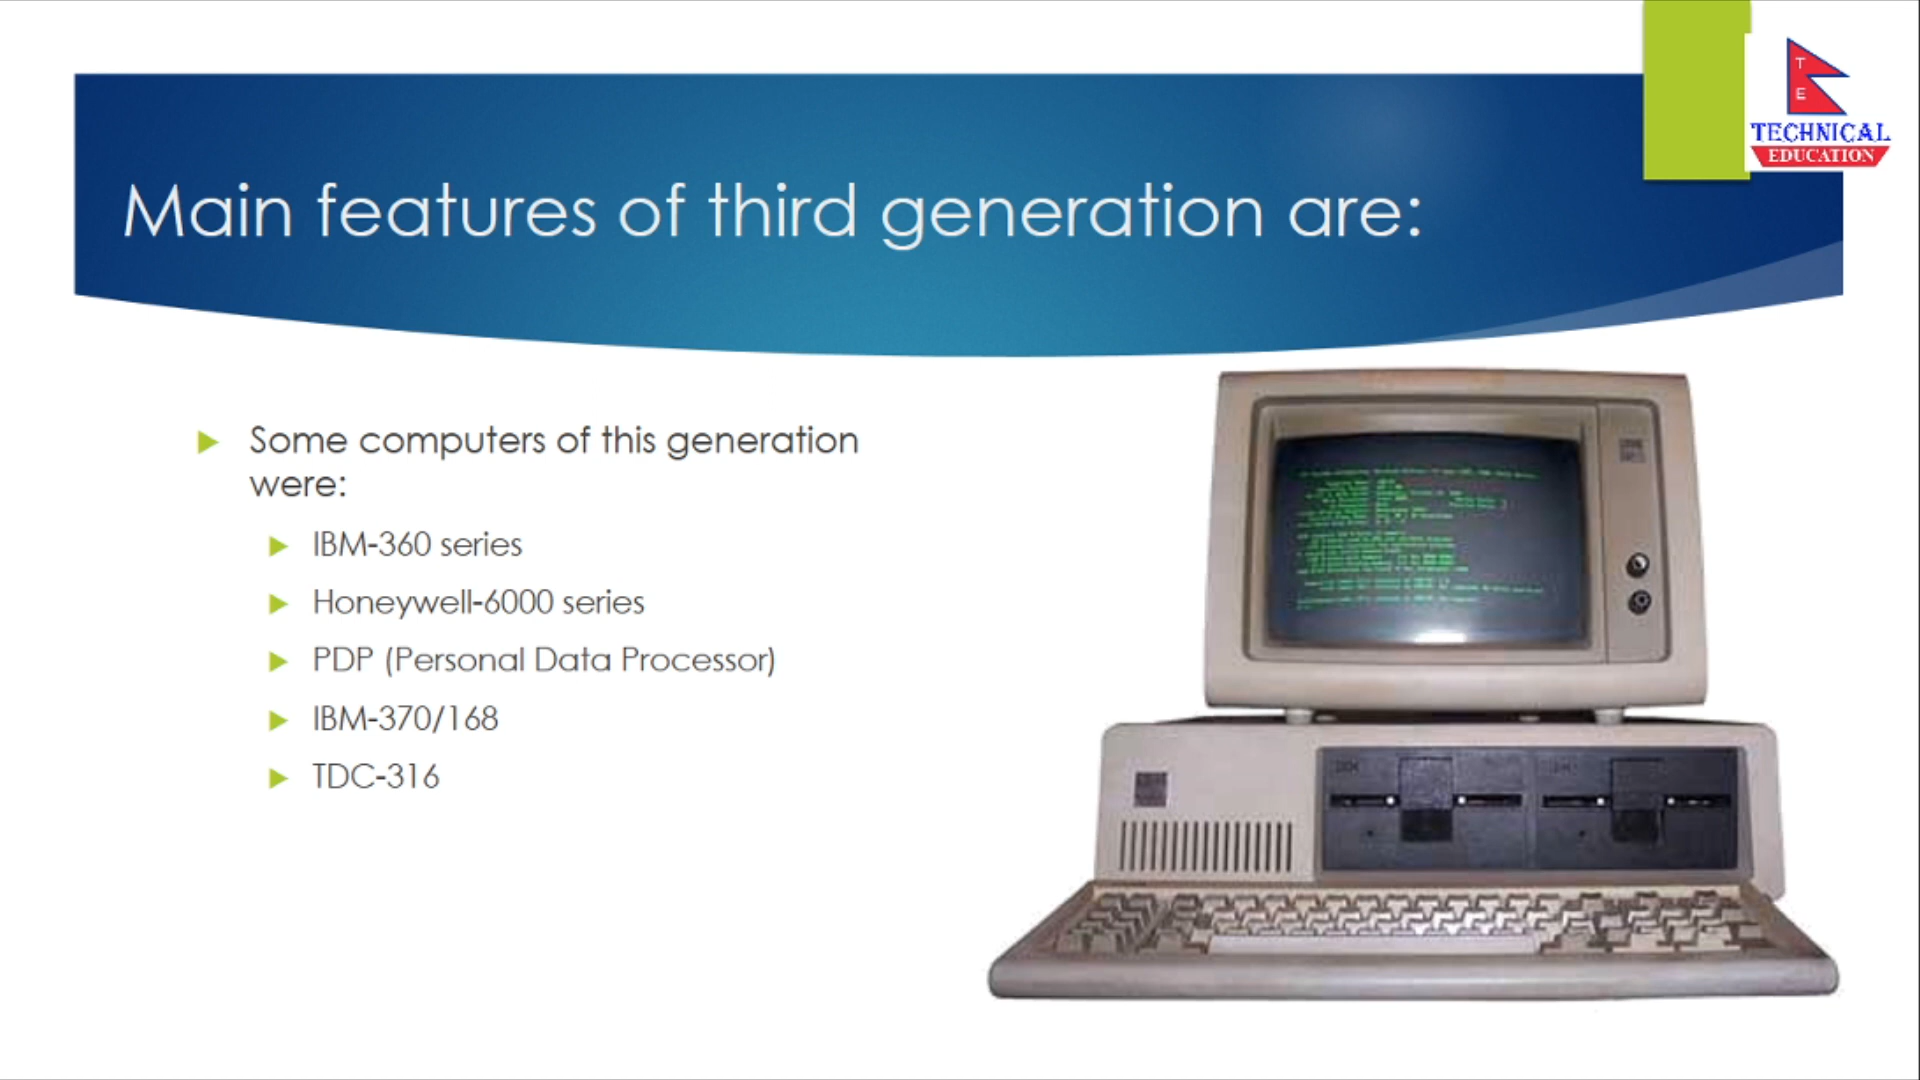 T
E
TECHNICAL
EDUCATION
Main features of third generation are:
Some computers of this generation
were:
IBM-360 series
Honeywell-6000 series
PDP (Personal Data Processor)
IBM-370/168
TDC-316